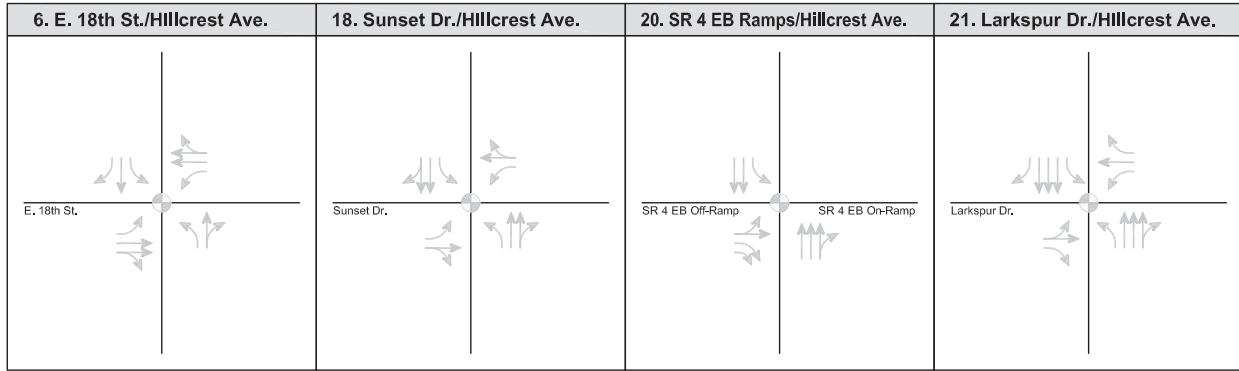 6. E. 18th St./Hillcrest Ave.
18. Sunset Dr./Hillcrest Ave.
20. SR 4 EB Ramps/Hillcrest Ave.
21. Larkspur Dr./Hillcrest Ave.
E. 18th St.
Sunset Dr.
SR 4 EB Off-Ramp
SR 4 EB On-Ramp
Larkspur Dr.